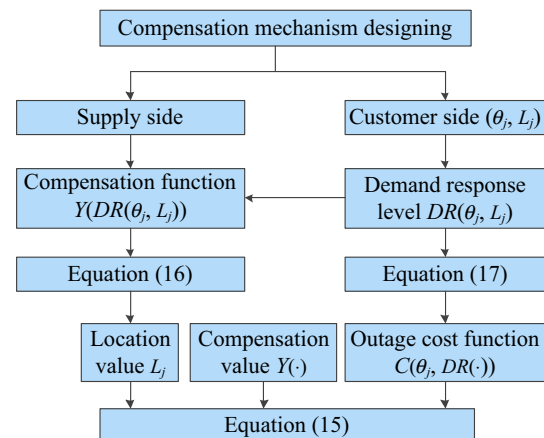 Compensation mechanism designing
Supply side
Customer side (θⱼ, Lⱼ)
Compensation function
Y(DR(θⱼ, Lⱼ))
Demand response
level DR(θⱼ, Lⱼ)
Equation (16)
Equation (17)
Location
value Lⱼ
Compensation
value Y(·)
Outage cost function
C(θⱼ, DR(·))
Equation (15)